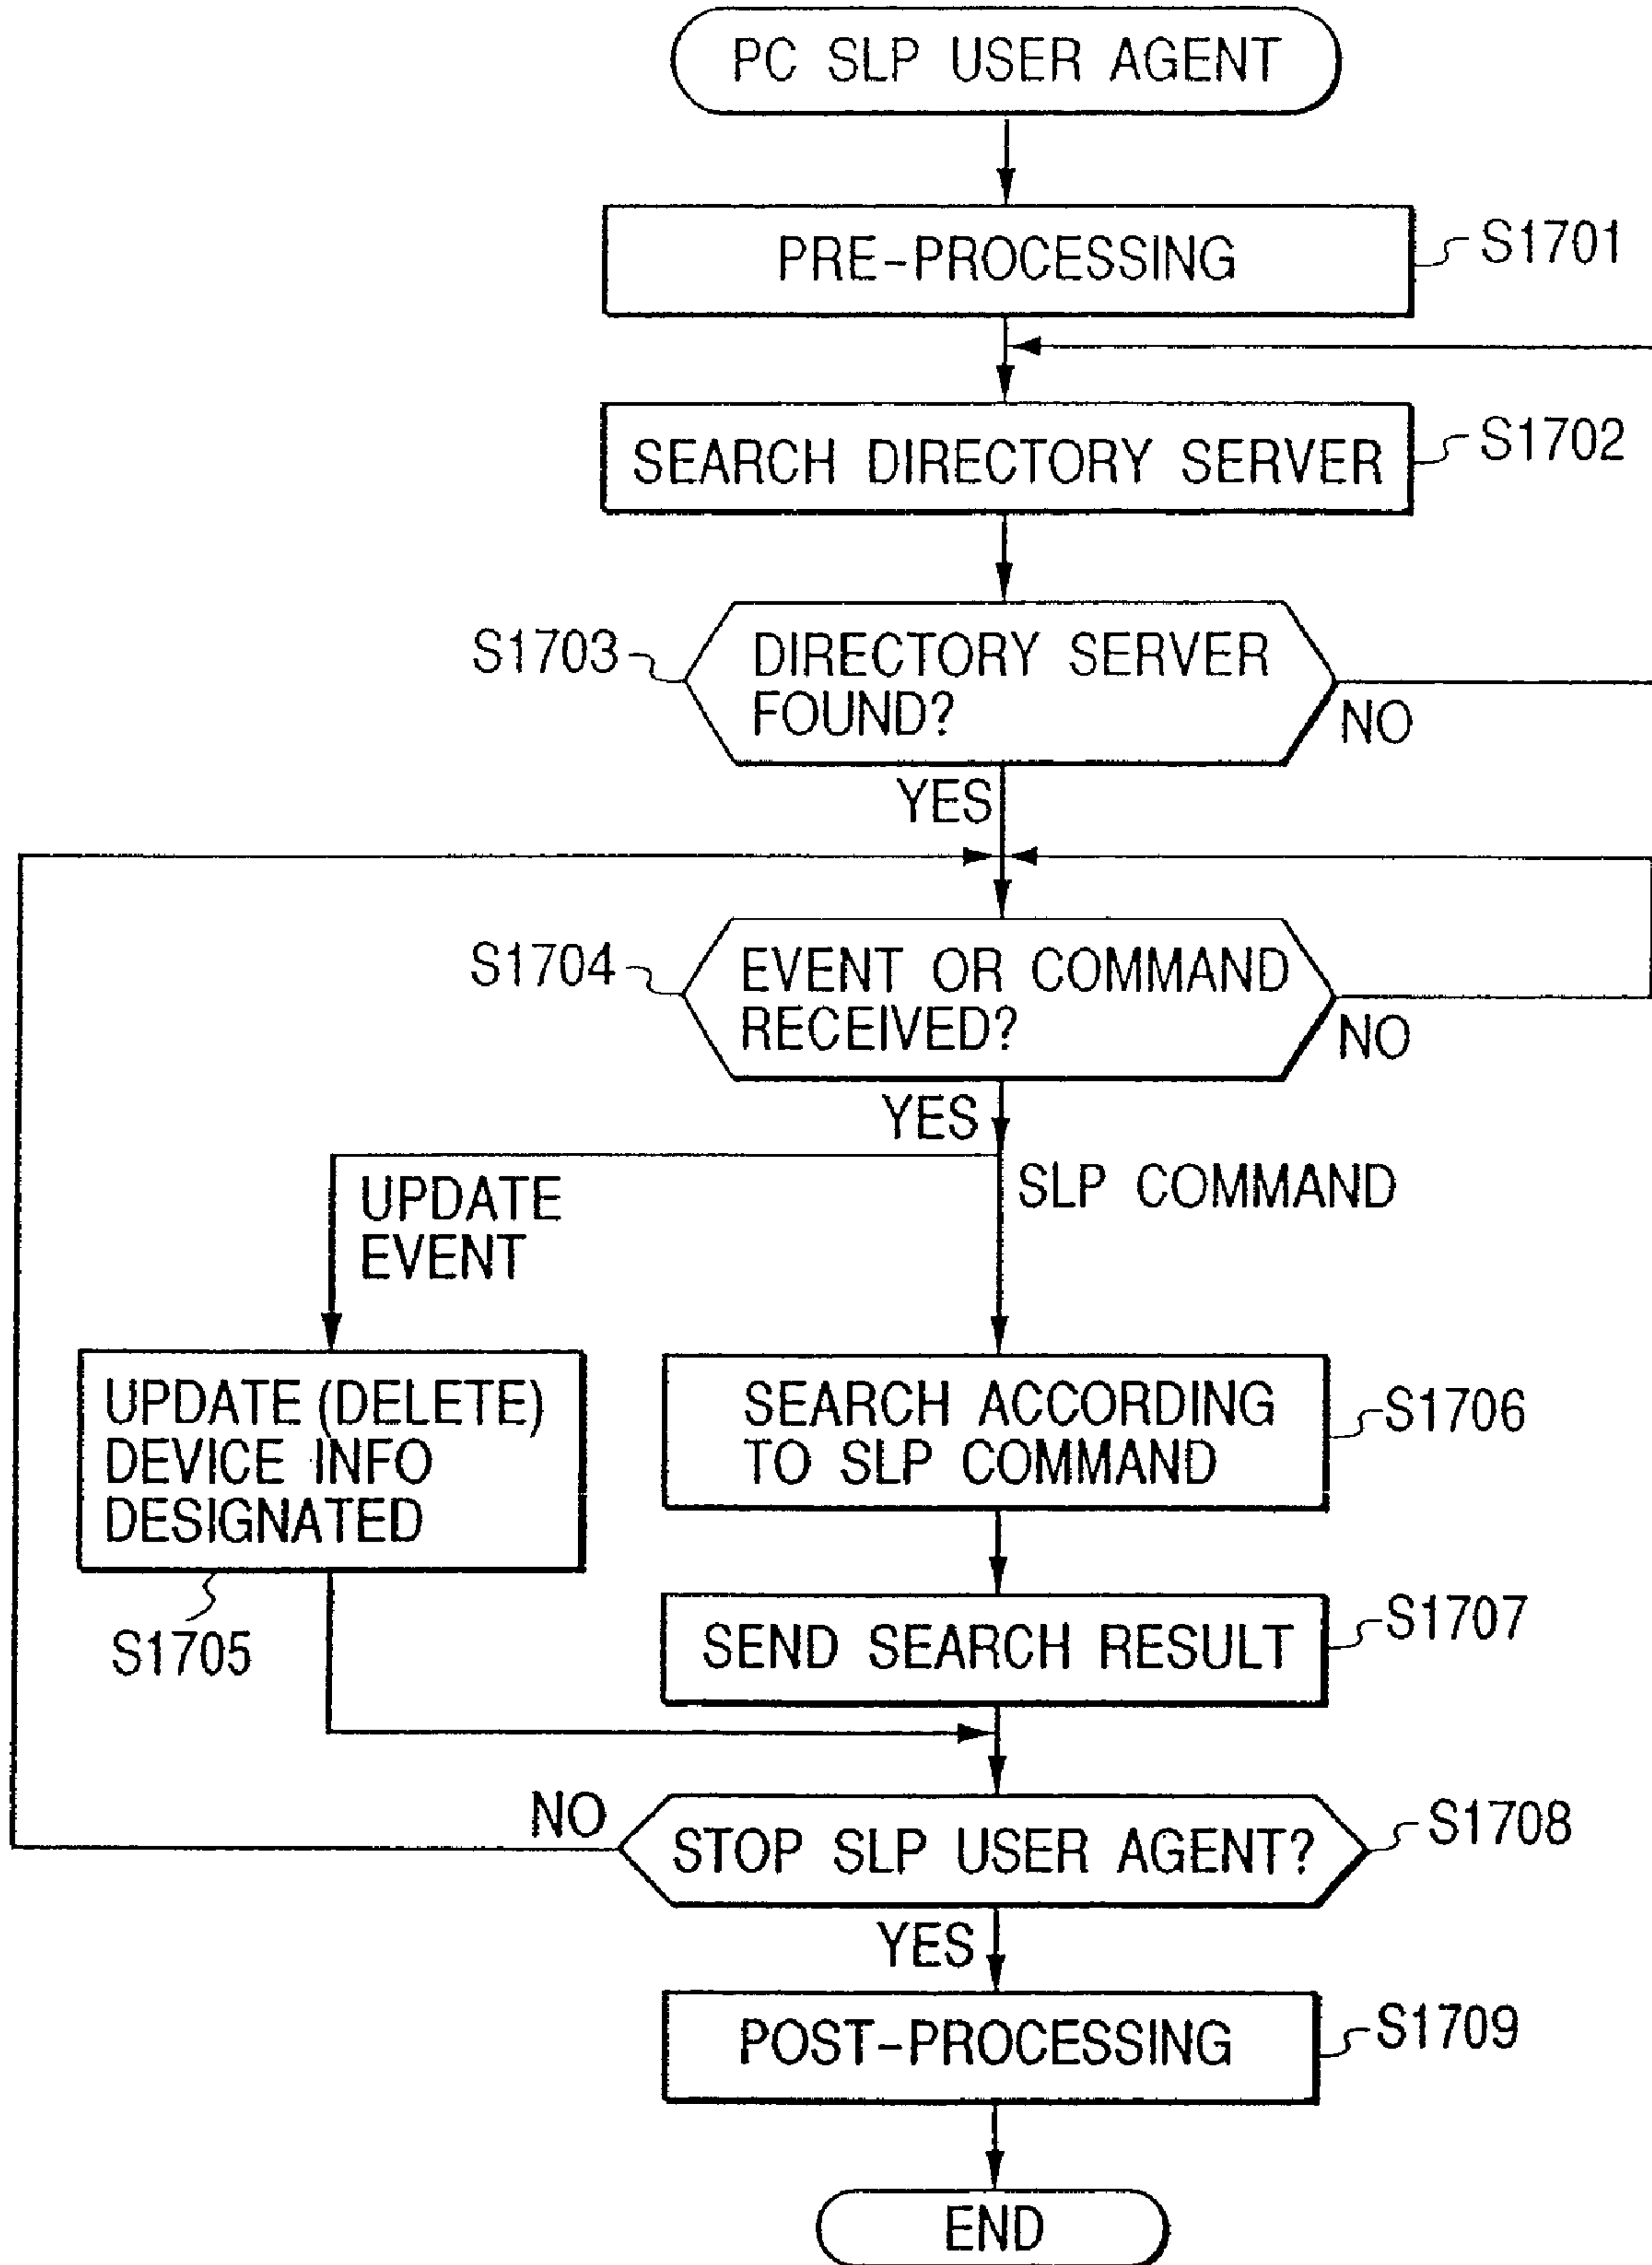 PC SLP USER AGENT
PRE-PROCESSING
S1701
SEARCH DIRECTORY SERVER
S1702
S1703
DIRECTORY SERVER
FOUND?
NO
YES
S1704
EVENT OR COMMAND
RECEIVED?
NO
YES
UPDATE
EVENT
SLP COMMAND
UPDATE (DELETE)
DEVICE INFO
DESIGNATED
S1705
SEARCH ACCORDING
TO SLP COMMAND
S1706
SEND SEARCH RESULT
S1707
NO
STOP SLP USER AGENT?
S1708
YES
POST-PROCESSING
S1709
END